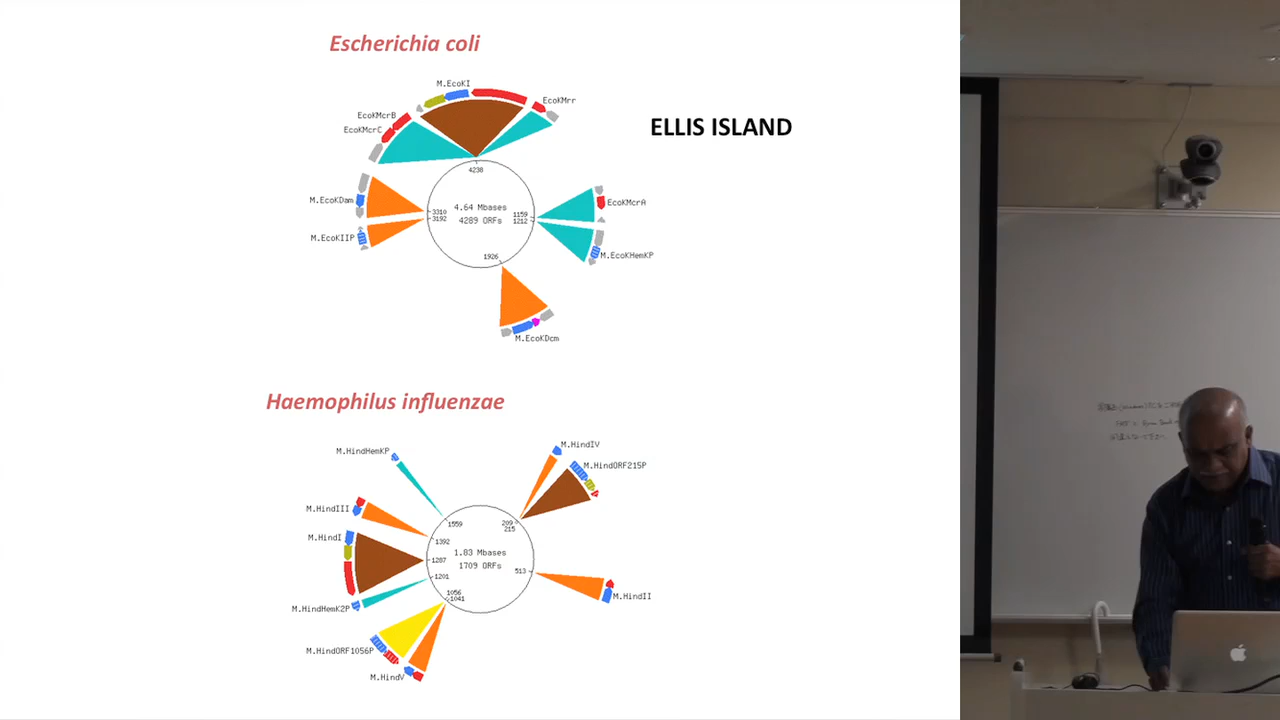 Escherichia coli
M.EcoKI
EcoKMrr
EcoKMcrB
EcoKMcrC
ELLIS ISLAND
4238
M.EcoKDam
3310
3192
4.64 Mbases
4289 ORFs
1159
1212
EcoKMcrA
M.EcoKIIP
M.EcoKHemKP
1926
M.EcoKDcm
Haemophilus influenzae
M.HindHemKP
M.HindIV
M.HindORF215P
M.HindIII
1559
209
215
M.HindI
1392
1287
1.83 Mbases
1709 ORFs
513
1201
M.HindII
M.HindHemK2P
1056
1041
M.HindORF1056P
M.HindV